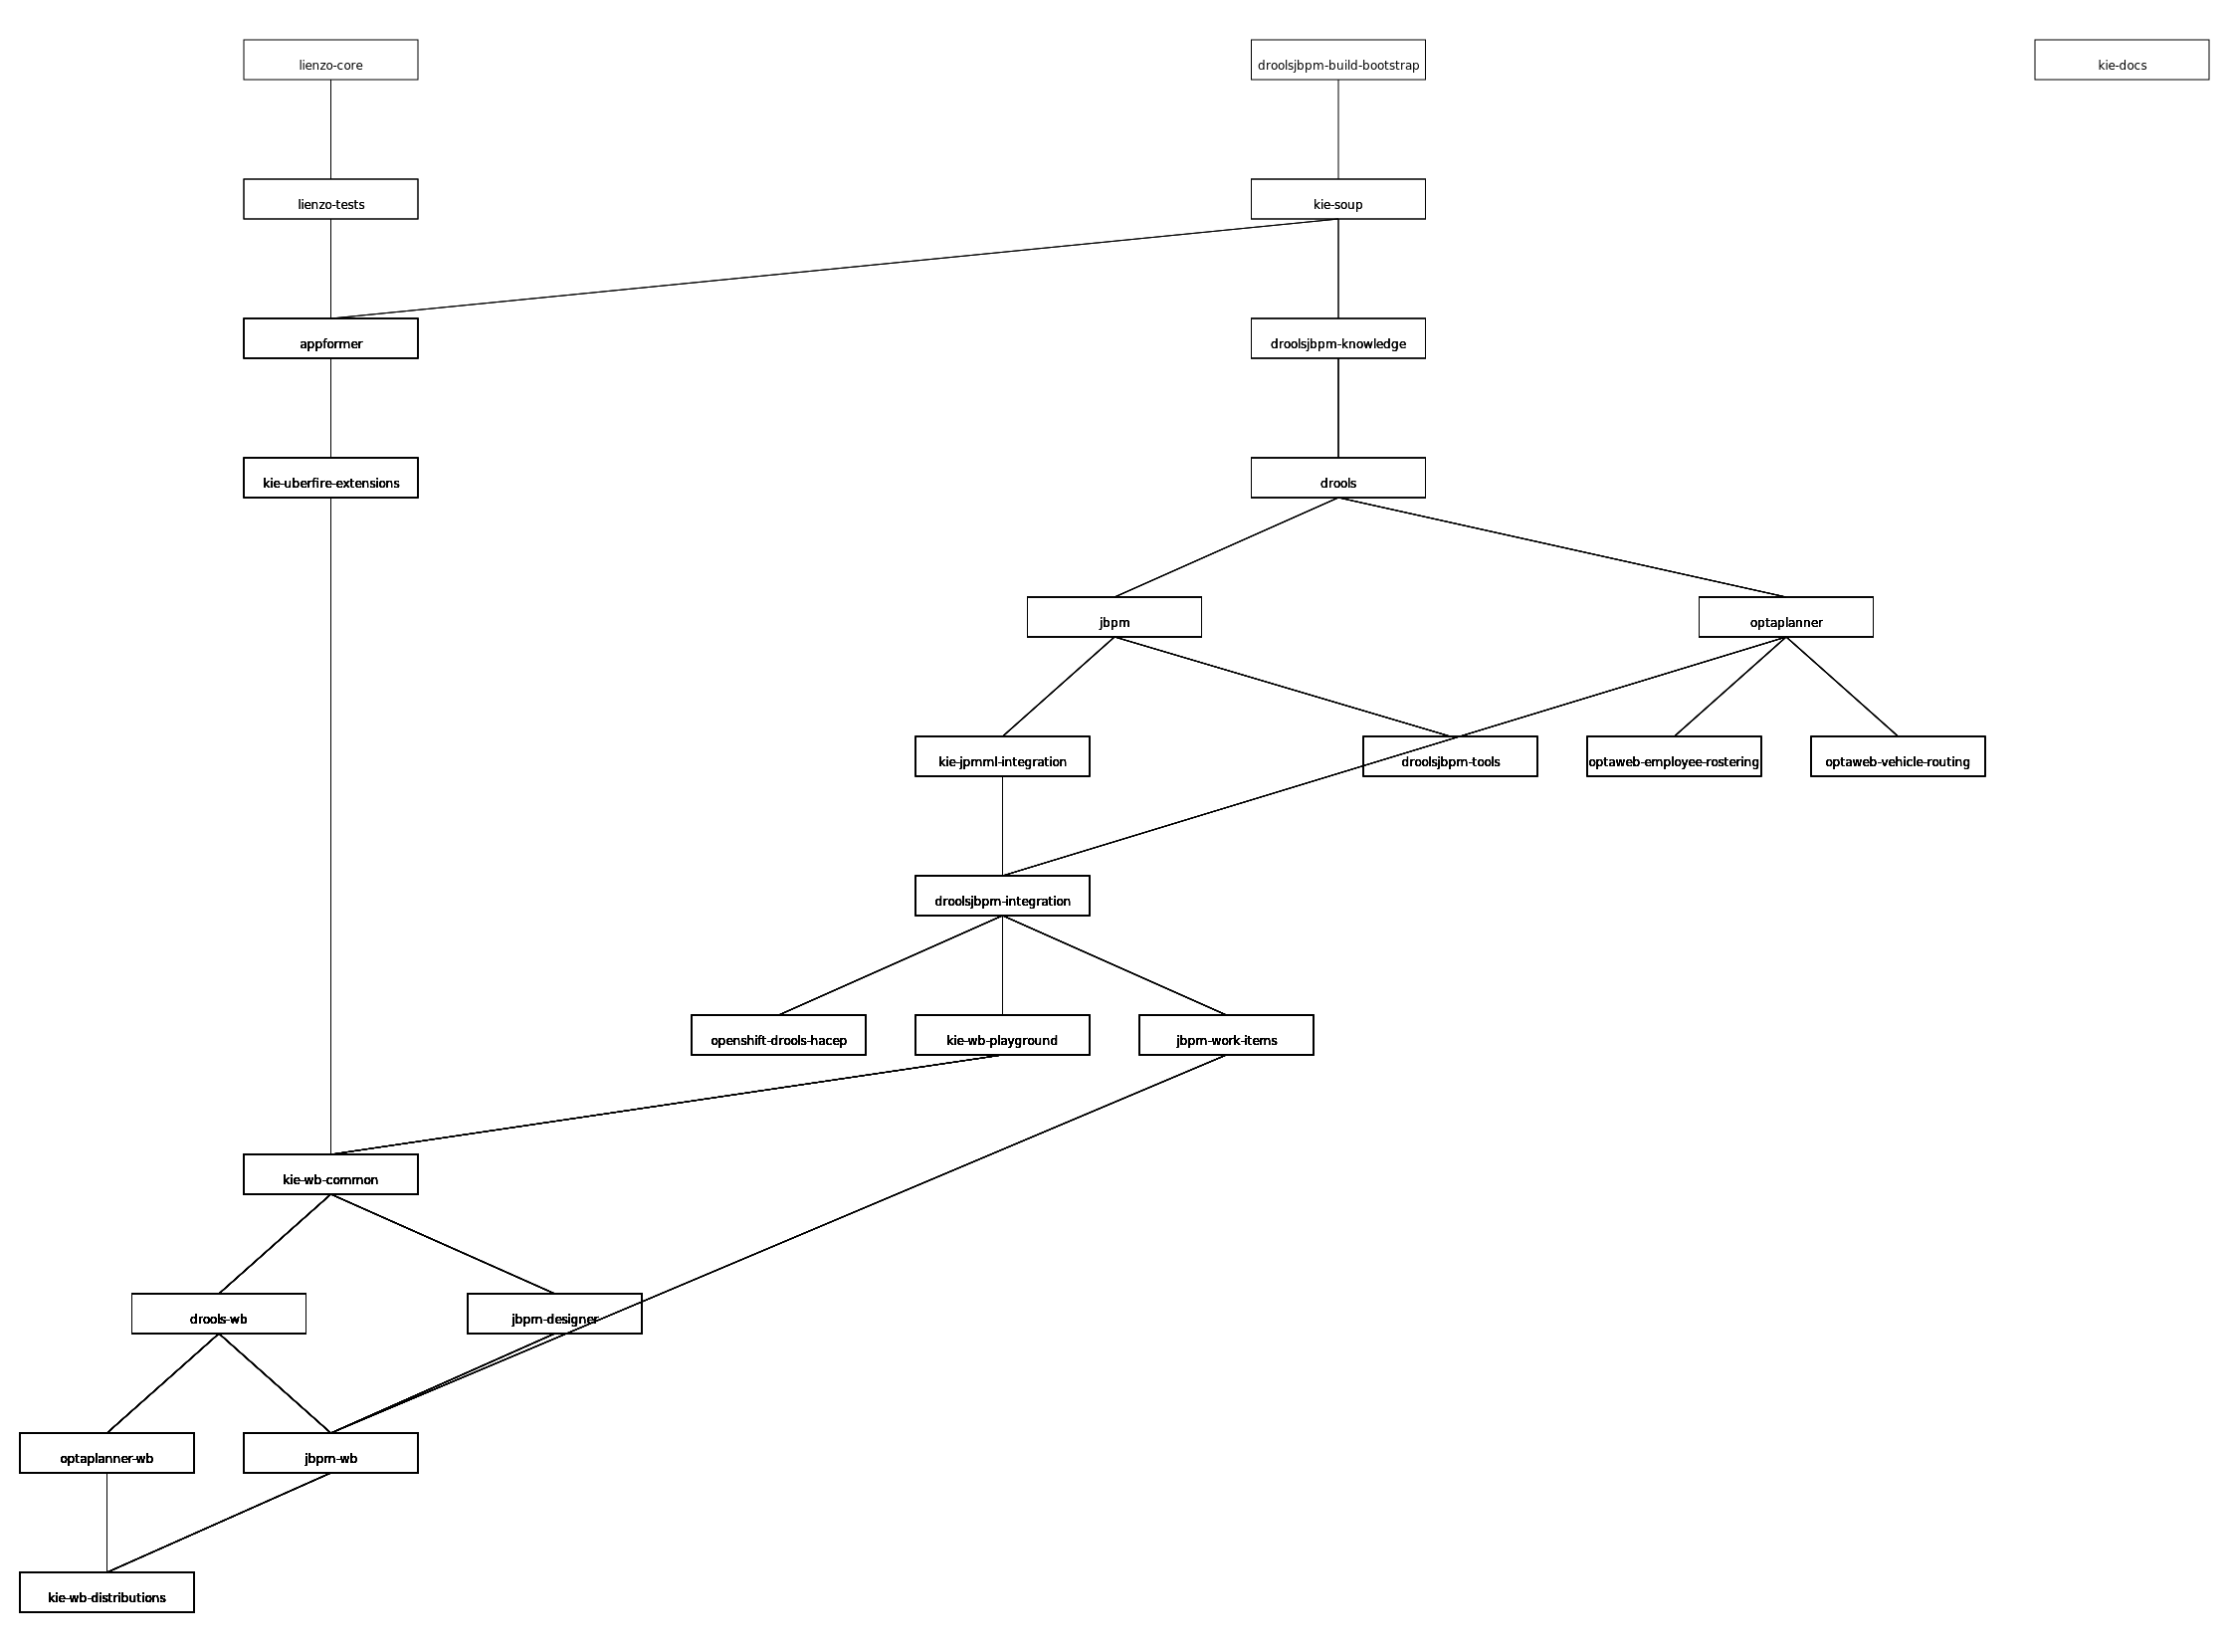 lienzo-core
droolsjbpm-build-bootstrap
kie-docs
lienzo-tests
kie-soup
appformer
droolsjbpm-knowledge
kie-uberfire-extensions
drools
jbpm
optaplanner
kie-jpmml-integration
droolsjbpm-tools
optaweb-employee-rostering
optaweb-vehicle-routing
droolsjbpm-integration
openshift-drools-hacep
kie-wb-playground
jbpm-work-items
kie-wb-common
drools-wb
jbpm-designer
optaplanner-wb
jbpm-wb
kie-wb-distributions